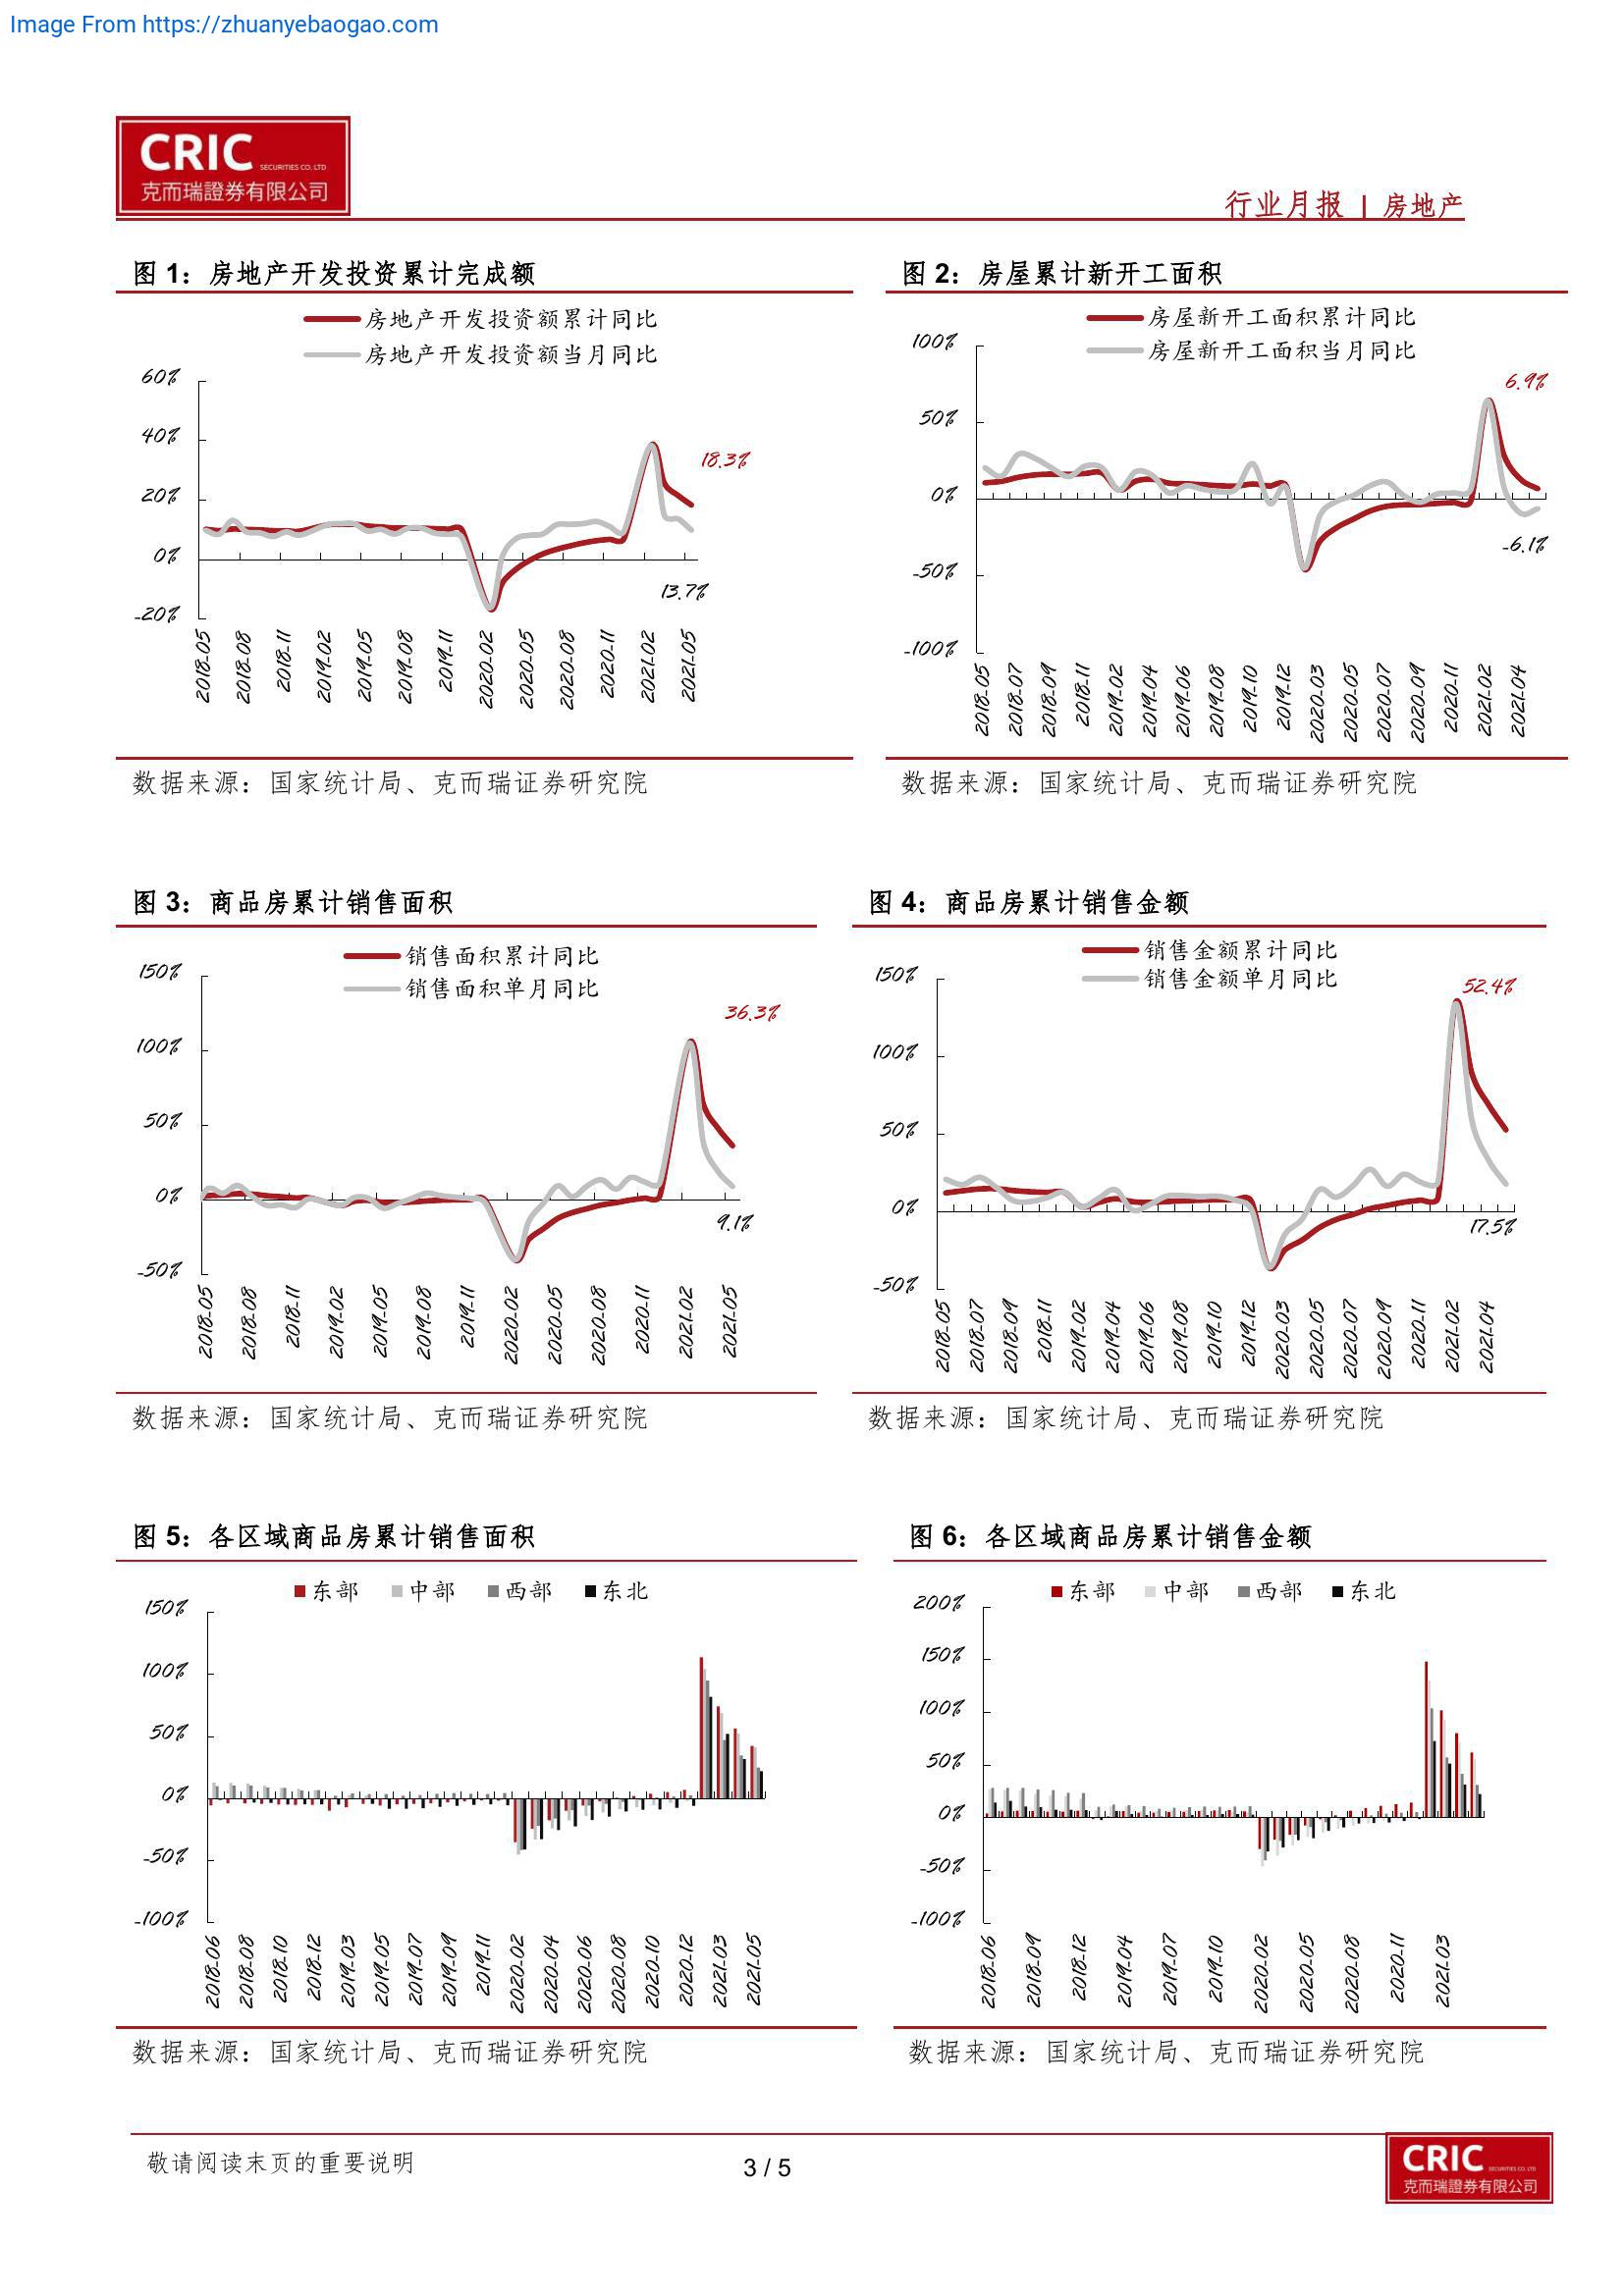 Image From https://zhuanyebaogao.com
CRIC SECURITIES CO. LTD
克而瑞證券有限公司
行业月报 | 房地产
图 1：房地产开发投资累计完成额
房地产开发投资额累计同比
房地产开发投资额当月同比
60%
40%
20%
0%
-20%
18.3%
13.7%
2018-05 2018-08 2018-11 2019-02 2019-05 2019-08 2019-11 2020-02 2020-05 2020-08 2020-11 2021-02 2021-05
数据来源：国家统计局、克而瑞证券研究院
图 2：房屋累计新开工面积
房屋新开工面积累计同比
房屋新开工面积当月同比
100%
50%
0%
-50%
-100%
6.9%
-6.1%
2018-05 2018-07 2018-09 2018-11 2019-02 2019-04 2019-06 2019-08 2019-10 2019-12 2020-03 2020-05 2020-07 2020-09 2020-11 2021-02 2021-04
数据来源：国家统计局、克而瑞证券研究院
图 3：商品房累计销售面积
销售面积累计同比
销售面积单月同比
150%
100%
50%
0%
-50%
36.3%
9.1%
2018-05 2018-08 2018-11 2019-02 2019-05 2019-08 2019-11 2020-02 2020-05 2020-08 2020-11 2021-02 2021-05
数据来源：国家统计局、克而瑞证券研究院
图 4：商品房累计销售金额
销售金额累计同比
销售金额单月同比
150%
100%
50%
0%
-50%
52.4%
17.5%
2018-05 2018-07 2018-09 2018-11 2019-02 2019-04 2019-06 2019-08 2019-10 2019-12 2020-03 2020-05 2020-07 2020-09 2020-11 2021-02 2021-04
数据来源：国家统计局、克而瑞证券研究院
图 5：各区域商品房累计销售面积
东部 中部 西部 东北
150%
100%
50%
0%
-50%
-100%
2018-06 2018-08 2018-10 2018-12 2019-03 2019-05 2019-07 2019-09 2019-11 2020-02 2020-04 2020-06 2020-08 2020-10 2020-12 2021-03 2021-05
数据来源：国家统计局、克而瑞证券研究院
图 6：各区域商品房累计销售金额
东部 中部 西部 东北
200%
150%
100%
50%
0%
-50%
-100%
2018-06 2018-09 2018-12 2019-04 2019-07 2019-10 2020-02 2020-05 2020-08 2020-11 2021-03
数据来源：国家统计局、克而瑞证券研究院
敬请阅读末页的重要说明
3 / 5
CRIC SECURITIES CO. LTD
克而瑞證券有限公司